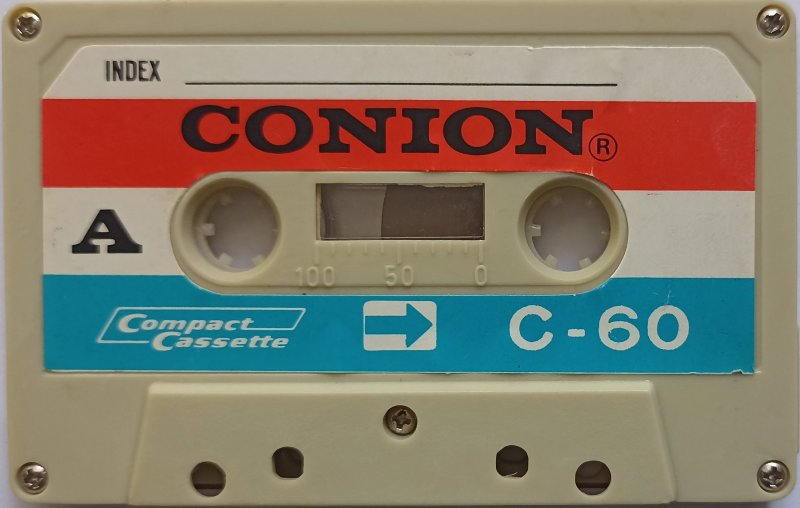 INDEX
CONION®
A
100 50 0
Compact
Cassette
C-60